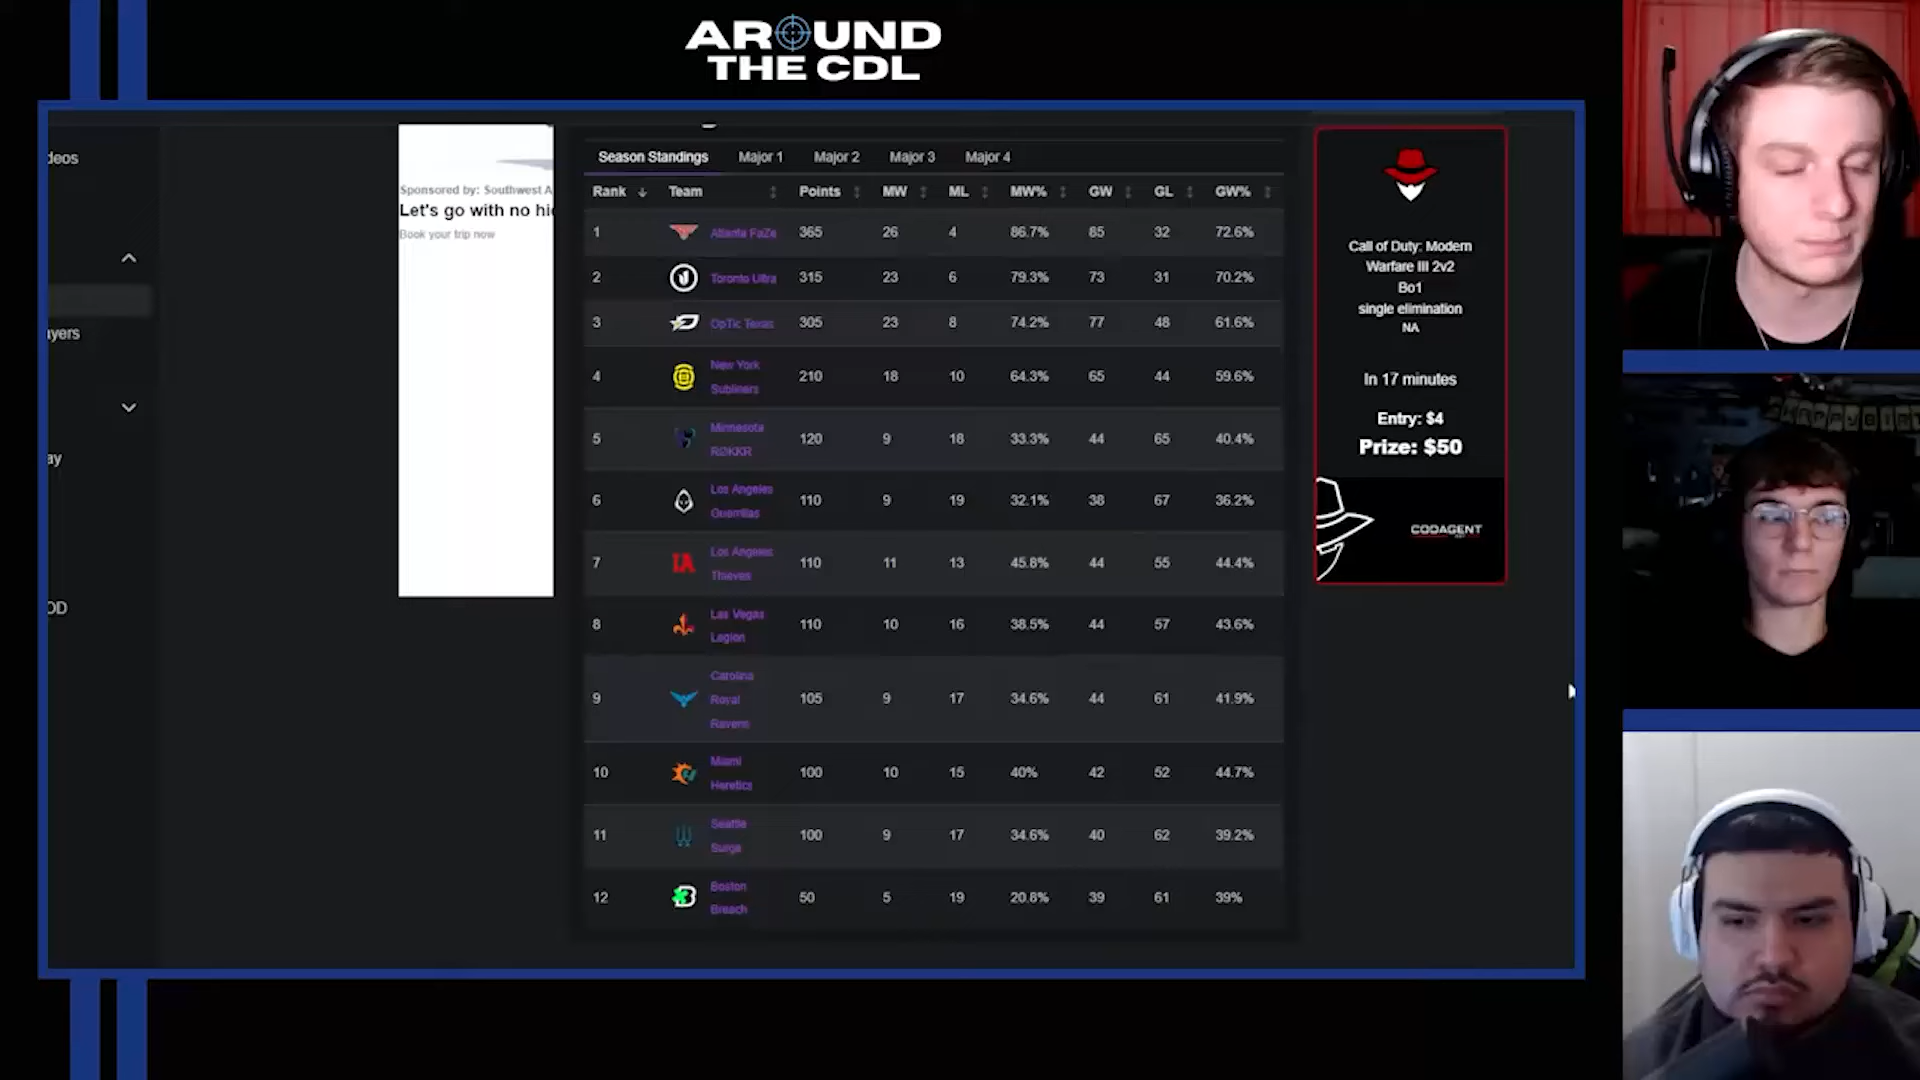 AROUND
THE CDL
deos
Sponsored by: Southwest A
Let's go with no hi
Book your trip now
ayers
ay
OD
Season Standings Major 1 Major 2 Major 3 Major 4
Rank Team Points MW ML MW% GW GL GW%
1 Atlanta FaZe 365 26 4 86.7% 85 32 72.6%
2 Toronto Ultra 315 23 6 79.3% 73 31 70.2%
3 OpTic Texas 305 23 8 74.2% 77 48 61.6%
4 New York Subliners 210 18 10 64.3% 65 44 59.6%
5 Minnesota RØKKR 120 9 18 33.3% 44 65 40.4%
6 Los Angeles Guerrillas 110 9 19 32.1% 38 67 36.2%
7 Los Angeles Thieves 110 11 13 45.8% 44 55 44.4%
8 Las Vegas Legion 110 10 16 38.5% 44 57 43.6%
9 Carolina Royal Ravens 105 9 17 34.6% 44 61 41.9%
10 Miami Heretics 100 10 15 40% 42 52 44.7%
11 Seattle Surge 100 9 17 34.6% 40 62 39.2%
12 Boston Breach 50 5 19 20.8% 39 61 39%
Call of Duty: Modern
Warfare III 2v2
Bo1
single elimination
NA
In 17 minutes
Entry: $4
Prize: $50
CODAGENT